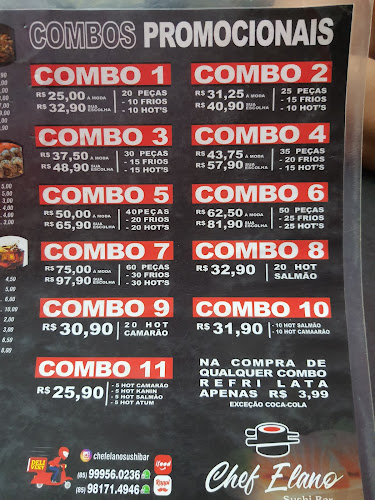 COMBOS PROMOCIONAIS
COMBO 1
R$ 25,00 A MODA
R$ 32,90 SUA ESCOLHA
20 PEÇAS
- 10 FRIOS
- 10 HOT'S
COMBO 2
R$ 31,25 A MODA
R$ 40,90 SUA ESCOLHA
25 PEÇAS
- 15 FRIOS
- 10 HOT'S
COMBO 3
R$ 37,50 A MODA
R$ 48,90 SUA ESCOLHA
30 PEÇAS
- 15 FRIOS
- 15 HOT'S
COMBO 4
R$ 43,75 A MODA
R$ 57,90 SUA ESCOLHA
35 PEÇAS
- 20 FRIOS
- 15 HOT'S
COMBO 5
R$ 50,00 A MODA
R$ 65,90 SUA ESCOLHA
40 PEÇAS
- 20 FRIOS
- 20 HOT'S
COMBO 6
R$ 62,50 A MODA
R$ 81,90 SUA ESCOLHA
50 PEÇAS
- 25 FRIOS
- 25 HOT'S
COMBO 7
R$ 75,00 A MODA
R$ 97,90 SUA ESCOLHA
60 PEÇAS
- 30 FRIOS
- 30 HOT'S
COMBO 8
R$ 32,90
20 HOT
SALMÃO
COMBO 9
R$ 30,90
20 HOT
CAMARÃO
COMBO 10
R$ 31,90
- 10 HOT SALMÃO
- 10 HOT CAMAARÃO
COMBO 11
R$ 25,90
- 5 HOT CAMARÃO
- 5 HOT KANIN
- 5 HOT SALMÃO
- 5 HOT ATUM
NA COMPRA DE
QUALQUER COMBO
REFRI LATA
APENAS R$ 3,99
EXCEÇÃO COCA-COLA
DELIVERY
chefelanosushibar
(85) 99956.0236
(85) 98171.4946
ifood
Rappi
Chef Elano
Sushi Bar